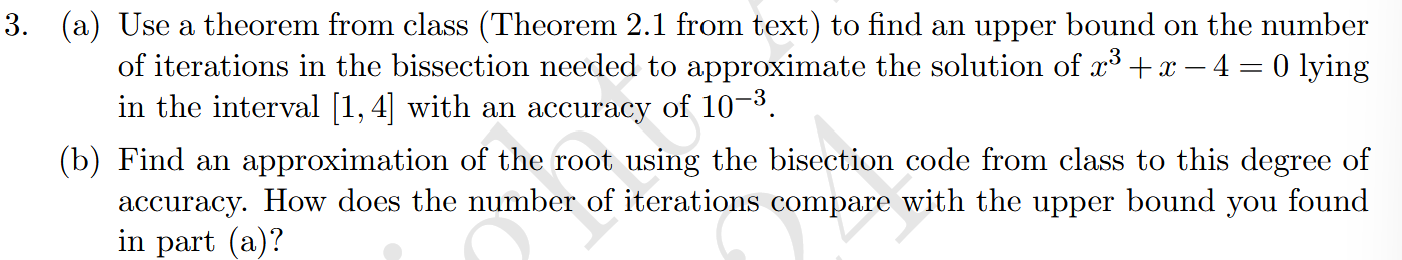 3. (a) Use a theorem from class (Theorem 2.1 from text) to find an upper bound on the number
of iterations in the bissection needed to approximate the solution of x³ + x − 4 = 0 lying
in the interval [1, 4] with an accuracy of 10⁻³.
(b) Find an approximation of the root using the bisection code from class to this degree of
accuracy. How does the number of iterations compare with the upper bound you found
in part (a)?